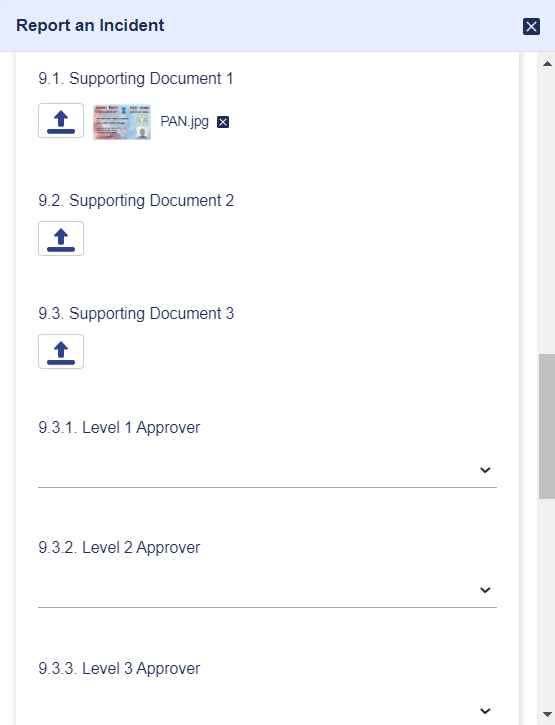 Report an Incident
9.1. Supporting Document 1
PAN.jpg
9.2. Supporting Document 2
9.3. Supporting Document 3
9.3.1. Level 1 Approver
9.3.2. Level 2 Approver
9.3.3. Level 3 Approver